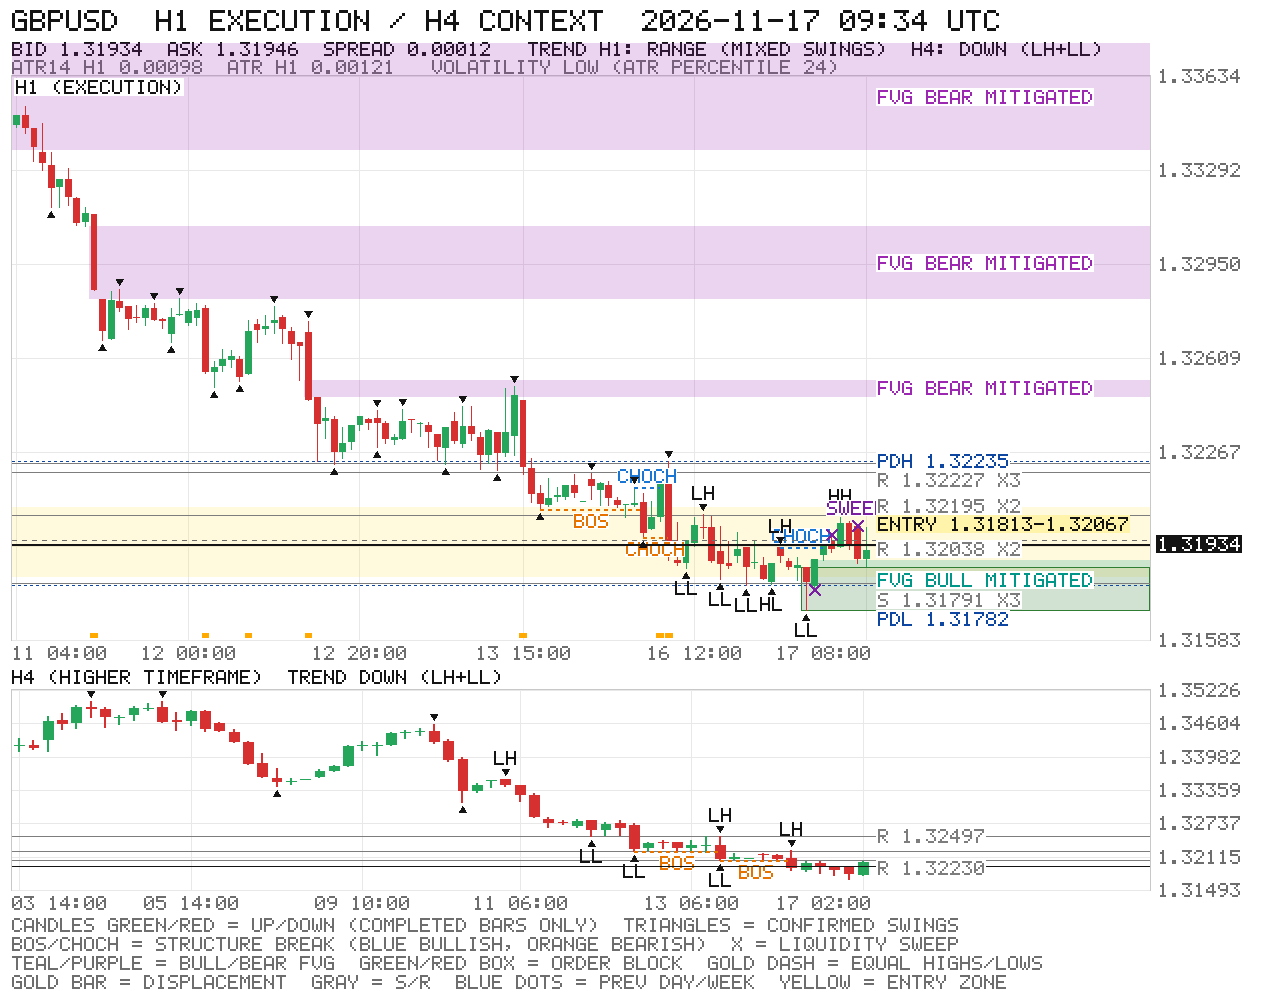 GBPUSD  H1 EXECUTION / H4 CONTEXT  2026-11-17 09:34 UTC
BID 1.31934  ASK 1.31946  SPREAD 0.00012   TREND H1: RANGE (MIXED SWINGS)  H4: DOWN (LH+LL)
ATR14 H1 0.00098  ATR H1 0.00121   VOLATILITY LOW (ATR PERCENTILE 24)
1.33634
H1 (EXECUTION)
FVG BEAR MITIGATED
1.33292
FVG BEAR MITIGATED
1.32950
1.32609
FVG BEAR MITIGATED
1.32267
PDH 1.32235
CHOCH
R 1.32227 X3
LH
HH
R 1.32195 X2
SWEE
BOS
LH
ENTRY 1.31813-1.32067
CHOCH
1.31934
CHOCH
R 1.32038 X2
FVG BULL MITIGATED
LL
LL
LL
HL
S 1.31791 X3
PDL 1.31782
LL
1.31583
11 04:00
12 00:00
12 20:00
13 15:00
16 12:00
17 08:00
H4 (HIGHER TIMEFRAME)  TREND DOWN (LH+LL)
1.35226
1.34604
LH
1.33982
1.33359
LH
1.32737
LH
R 1.32497
LL
BOS
1.32115
LL
BOS
R 1.32230
LL
1.31493
03 14:00
05 14:00
09 10:00
11 06:00
13 06:00
17 02:00
CANDLES GREEN/RED = UP/DOWN (COMPLETED BARS ONLY)  TRIANGLES = CONFIRMED SWINGS
BOS/CHOCH = STRUCTURE BREAK (BLUE BULLISH, ORANGE BEARISH)  X = LIQUIDITY SWEEP
TEAL/PURPLE = BULL/BEAR FVG  GREEN/RED BOX = ORDER BLOCK  GOLD DASH = EQUAL HIGHS/LOWS
GOLD BAR = DISPLACEMENT  GRAY = S/R  BLUE DOTS = PREV DAY/WEEK  YELLOW = ENTRY ZONE